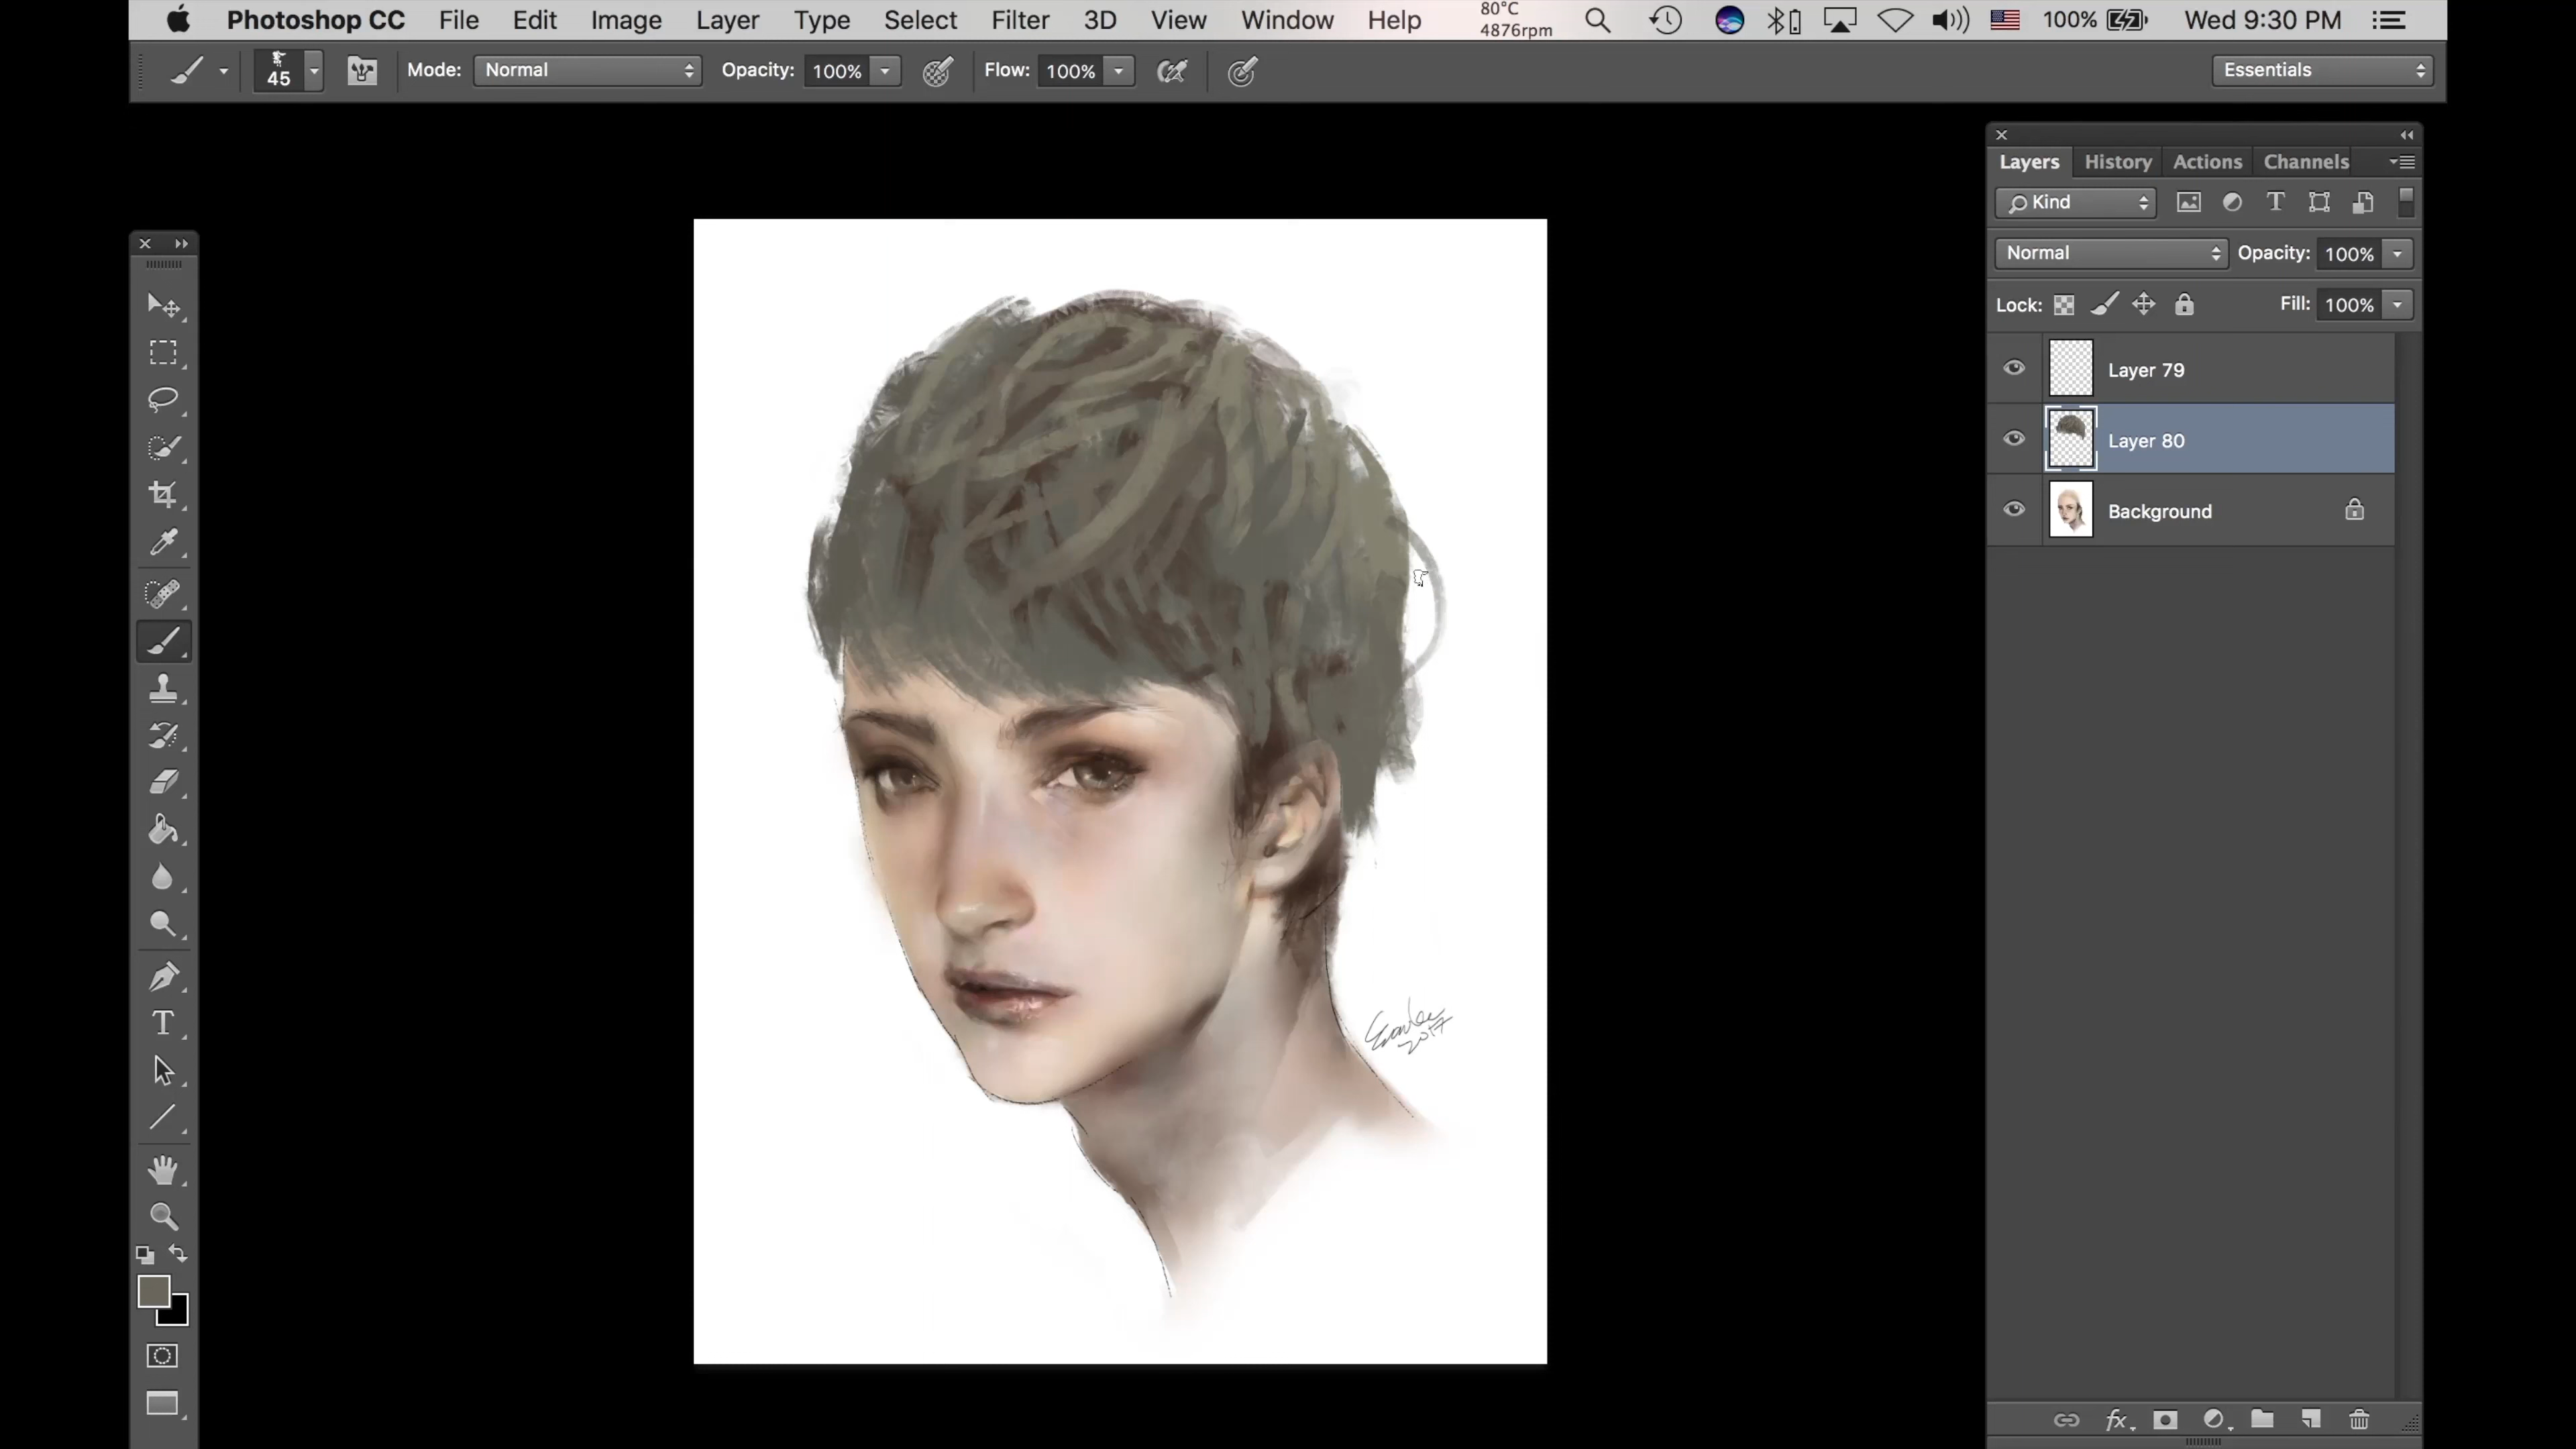 Photoshop CC File Edit Image Layer Type Select Filter 3D View Window Help 80°C 4876rpm 100% Wed 9:30 PM
45 Mode: Normal Opacity: 100% Flow: 100% Essentials
Layers History Actions Channels
Kind
Normal Opacity: 100%
Lock: Fill: 100%
Layer 79
Layer 80
Background
2017